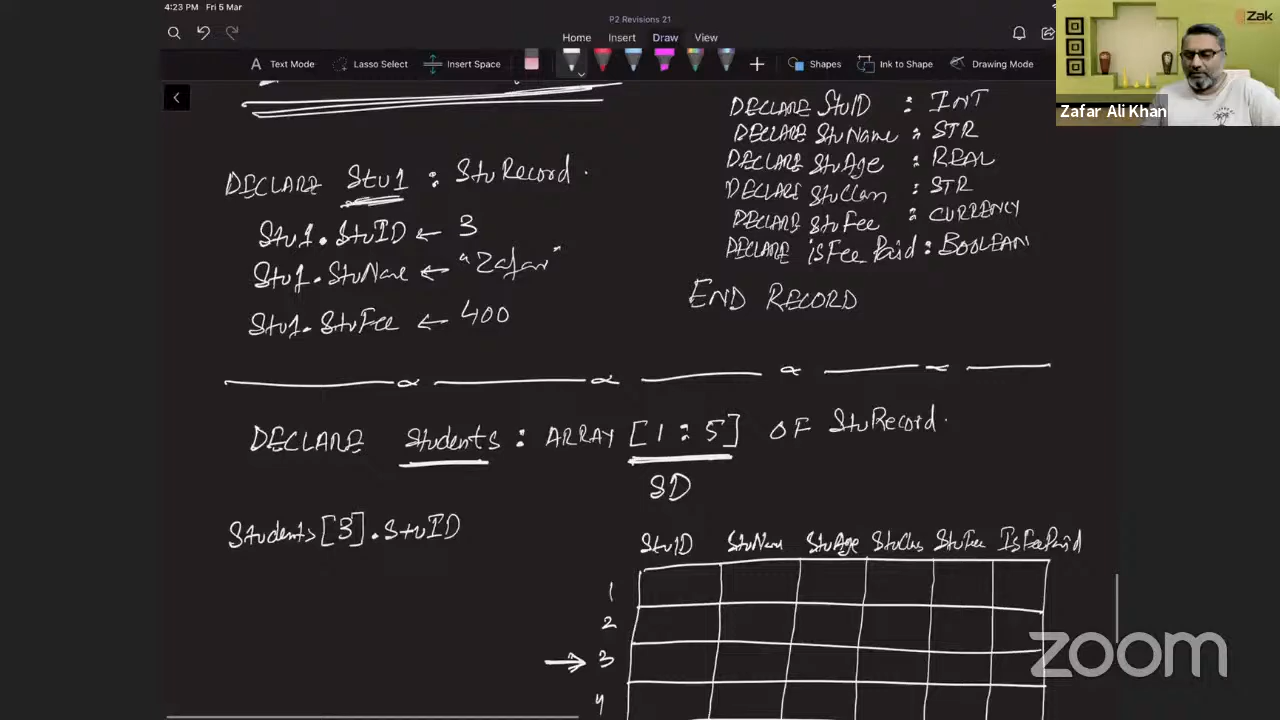 4:23 PM Fri 5 Mar
P2 Revisions 21
Home Insert Draw View
Text Mode Lasso Select Insert Space Shapes Ink to Shape Drawing Mode
Zak
Zafar Ali Khan
DECLARE StuID : INT
DECLARE StuName : STR
DECLARE StuAge : REAL
DECLARE StuClass : STR
DECLARE StuFee : CURRENCY
DECLARE isFeePaid : BOOLEAN
END RECORD
DECLARE Stu1 : StuRecord.
Stu1.StuID ← 3
Stu1.StuName ← "Zafar"
Stu1.StuFee ← 400
DECLARE Students : ARRAY [1 : 5] OF StuRecord.
Students[3].StuID
StuID StuName StuAge StuClas StuFee IsFeePaid
1
2
→ 3
4
zoom